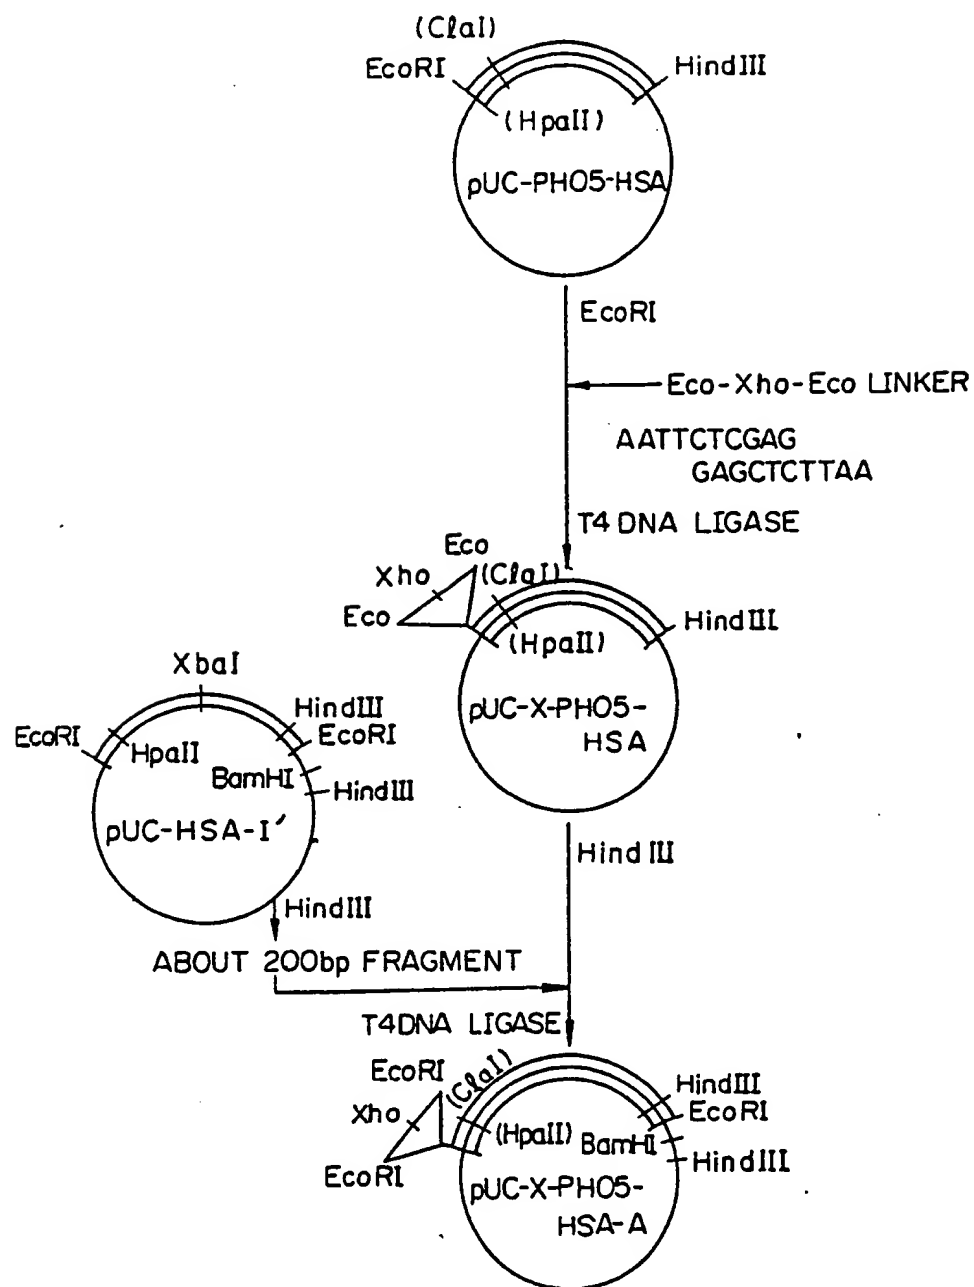 (ClaI)
EcoRI
HindIII
(HpaII)
pUC-PHO5-HSA
EcoRI
Eco-Xho-Eco LINKER
AATTCTCGAG
GAGCTCTTAA
T4 DNA LIGASE
Eco
Xho
(ClaI)
Eco
HindIII
(HpaII)
pUC-X-PHO5-
HSA
XbaI
HindIII
EcoRI
EcoRI
HpaII
BamHI
HindIII
pUC-HSA-I'
HindIII
HindIII
ABOUT 200bp FRAGMENT
T4DNA LIGASE
EcoRI
(ClaI)
Xho
HindIII
EcoRI
(HpaII)
BamHI
EcoRI
HindIII
pUC-X-PHO5-
HSA-A